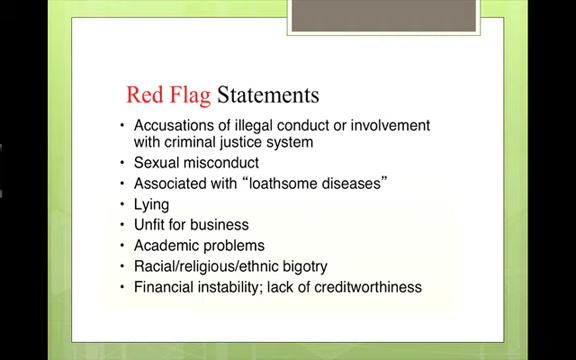 Red Flag Statements
• Accusations of illegal conduct or involvement
with criminal justice system
• Sexual misconduct
• Associated with “loathsome diseases”
• Lying
• Unfit for business
• Academic problems
• Racial/religious/ethnic bigotry
• Financial instability; lack of creditworthiness